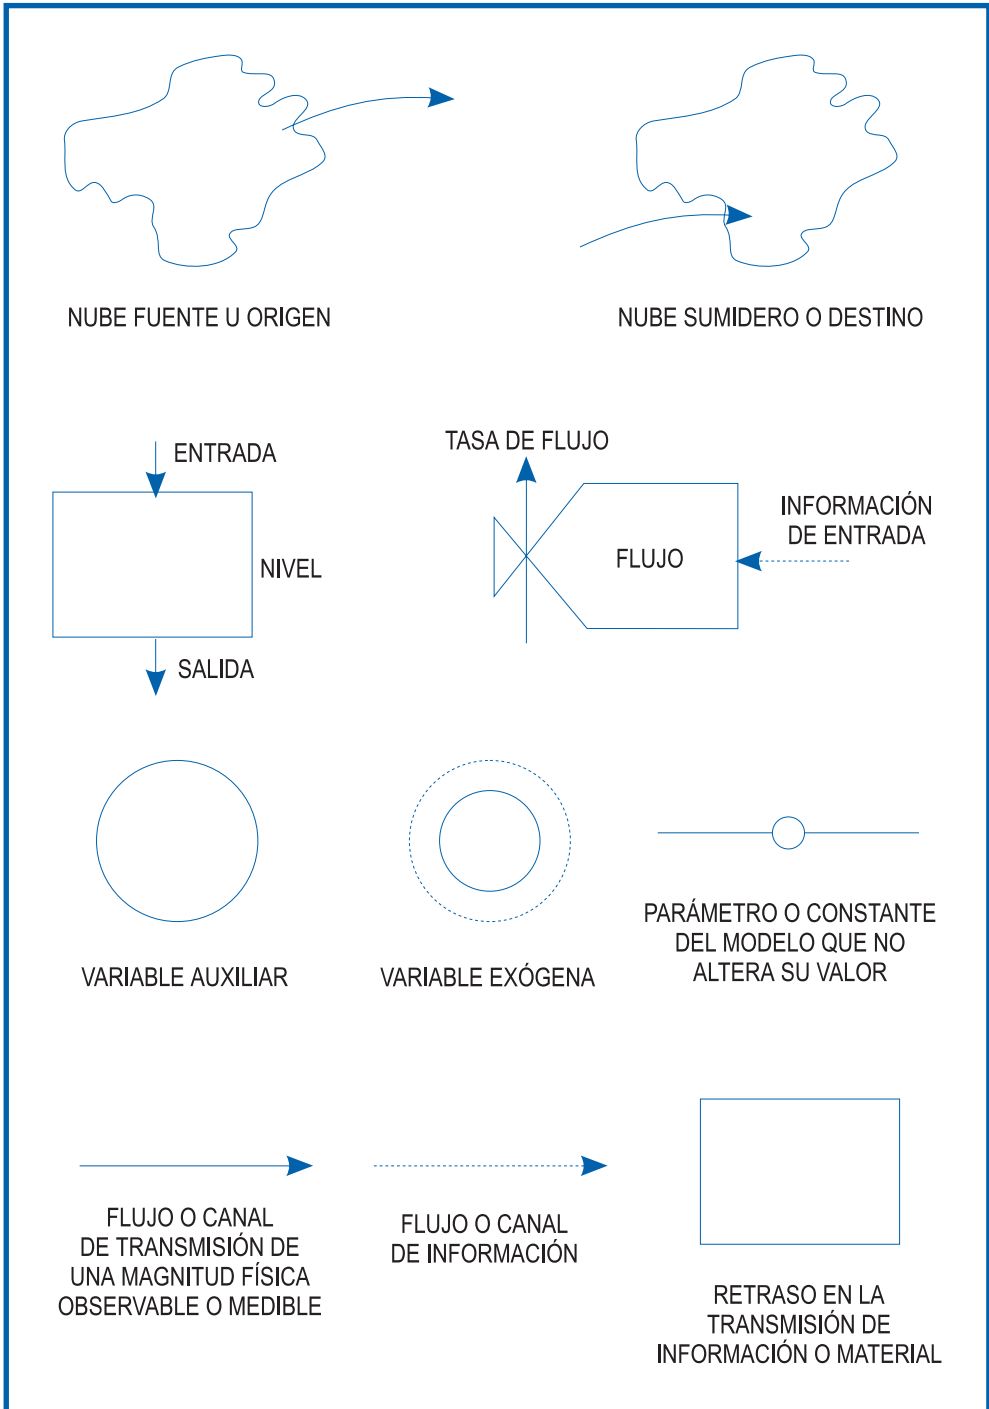 NUBE FUENTE U ORIGEN
NUBE SUMIDERO O DESTINO
ENTRADA
NIVEL
SALIDA
TASA DE FLUJO
FLUJO
INFORMACIÓN
DE ENTRADA
VARIABLE AUXILIAR
VARIABLE EXÓGENA
PARÁMETRO O CONSTANTE
DEL MODELO QUE NO
ALTERA SU VALOR
FLUJO O CANAL
DE TRANSMISIÓN DE
UNA MAGNITUD FÍSICA
OBSERVABLE O MEDIBLE
FLUJO O CANAL
DE INFORMACIÓN
RETRASO EN LA
TRANSMISIÓN DE
INFORMACIÓN O MATERIAL